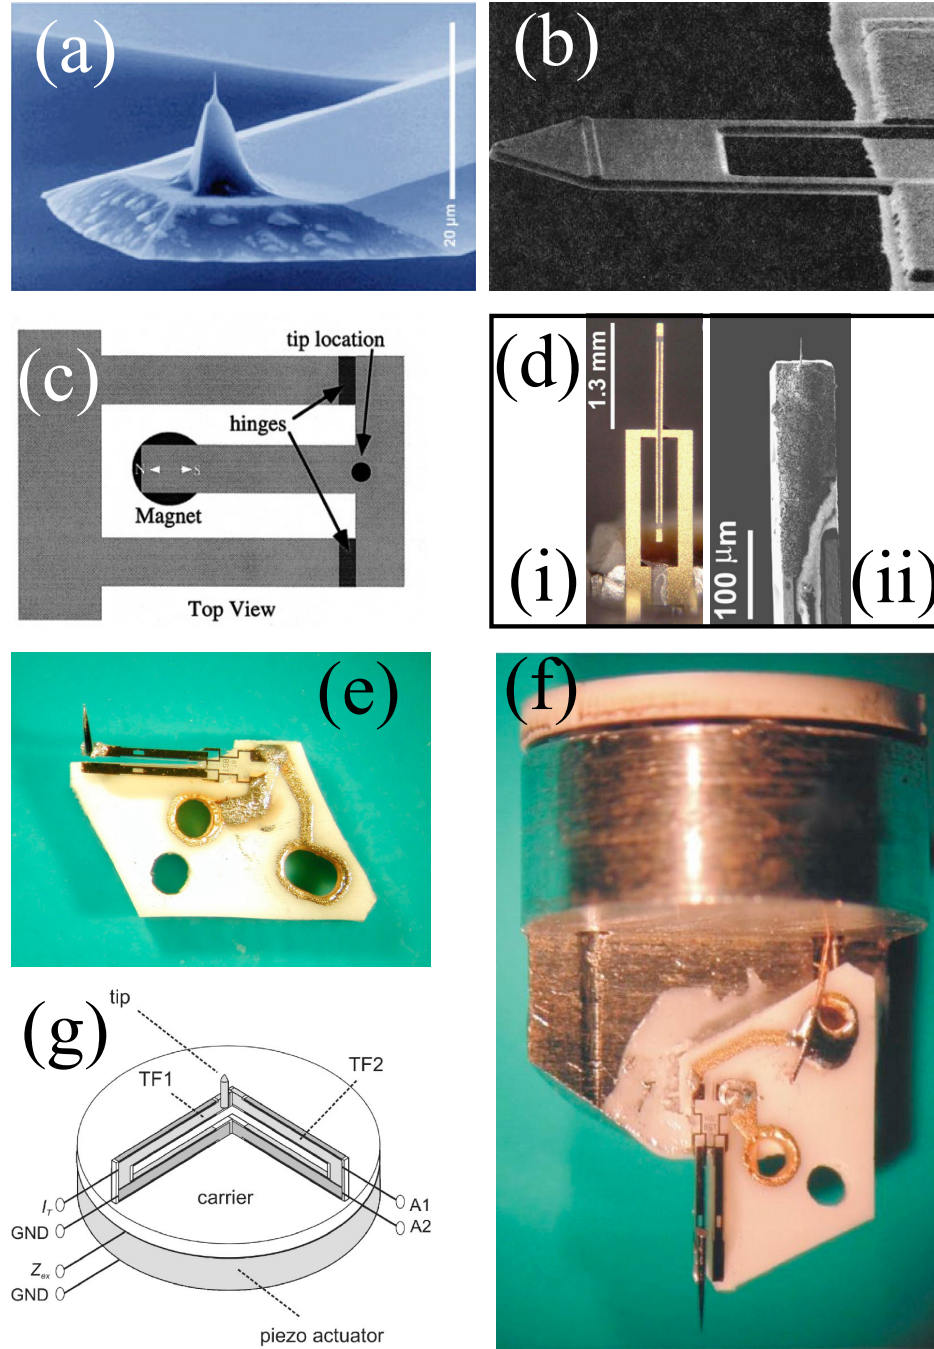 (a)
20 µm
(b)
(c)
tip location
hinges
N
S
Magnet
Top View
(d)
1.3 mm
(i)
100 µm
(ii)
(e)
(f)
(g)
tip
TF1
TF2
carrier
I_T
GND
Z_ex
GND
A1
A2
piezo actuator